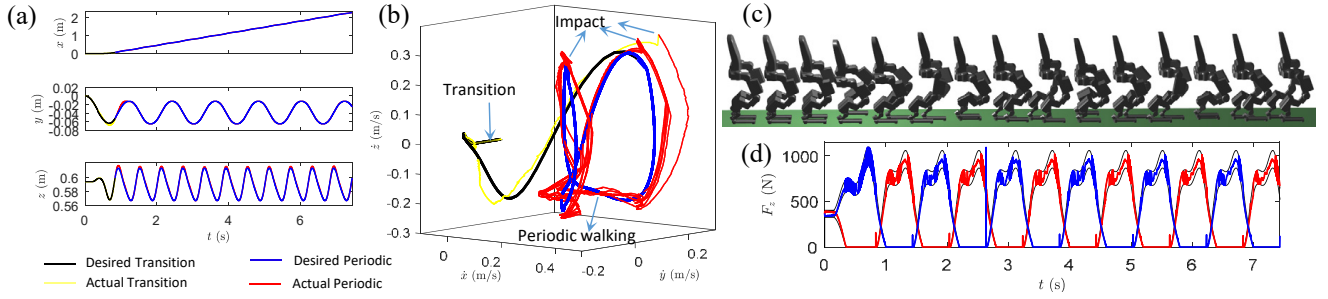 (a)
x (m)
2
1
0
y (m)
0
-0.02
-0.04
-0.06
-0.08
z (m)
0.60
0.58
0.56
0 2 4 6
t (s)
Desired Transition
Actual Transition
Desired Periodic
Actual Periodic
(b)
Impact
Transition
Periodic walking
ż (m/s)
0.3
0.2
0.1
0
-0.1
-0.2
-0.3
0 0.2 0.4
ẋ (m/s)
-0.2 0 0.2
ẏ (m/s)
(c)
(d)
F_z (N)
1000
500
0
0 1 2 3 4 5 6 7
t (s)